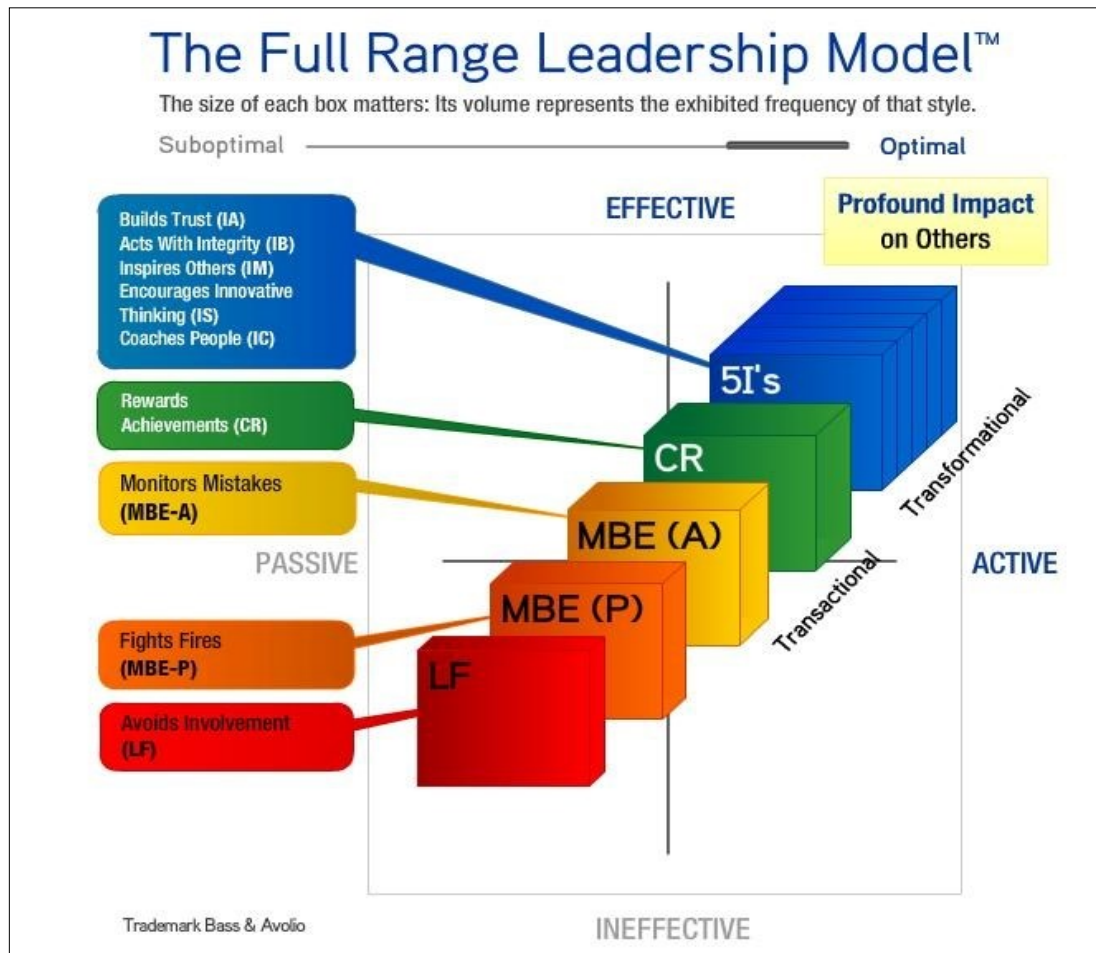 The Full Range Leadership Model™
The size of each box matters: Its volume represents the exhibited frequency of that style.
Suboptimal
Optimal
EFFECTIVE
Profound Impact
on Others
Builds Trust (IA)
Acts With Integrity (IB)
Inspires Others (IM)
Encourages Innovative
Thinking (IS)
Coaches People (IC)
5I's
Rewards
Achievements (CR)
CR
Transformational
Monitors Mistakes
(MBE-A)
MBE (A)
PASSIVE
ACTIVE
Transactional
Fights Fires
(MBE-P)
MBE (P)
Avoids Involvement
(LF)
LF
Trademark Bass & Avolio
INEFFECTIVE